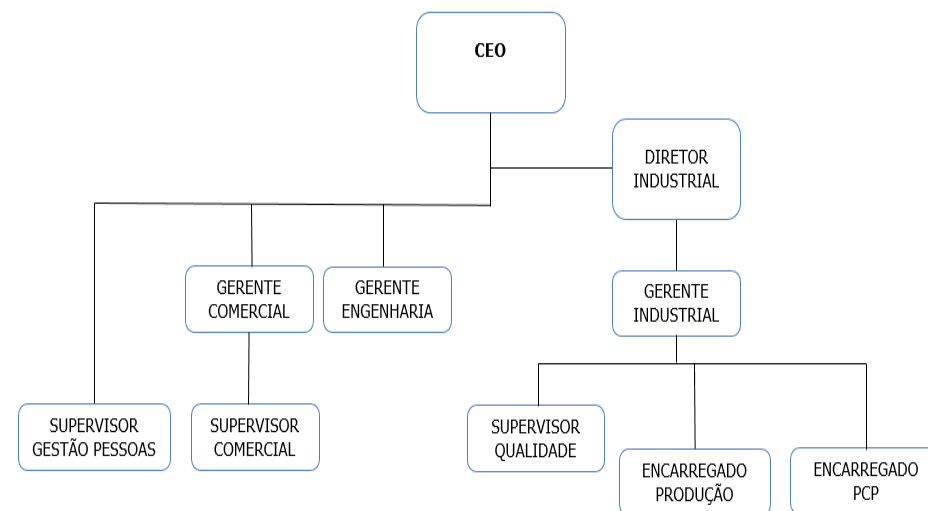 CEO
DIRETOR
INDUSTRIAL
GERENTE
COMERCIAL
GERENTE
ENGENHARIA
GERENTE
INDUSTRIAL
SUPERVISOR
GESTÃO PESSOAS
SUPERVISOR
COMERCIAL
SUPERVISOR
QUALIDADE
ENCARREGADO
PRODUÇÃO
ENCARREGADO
PCP